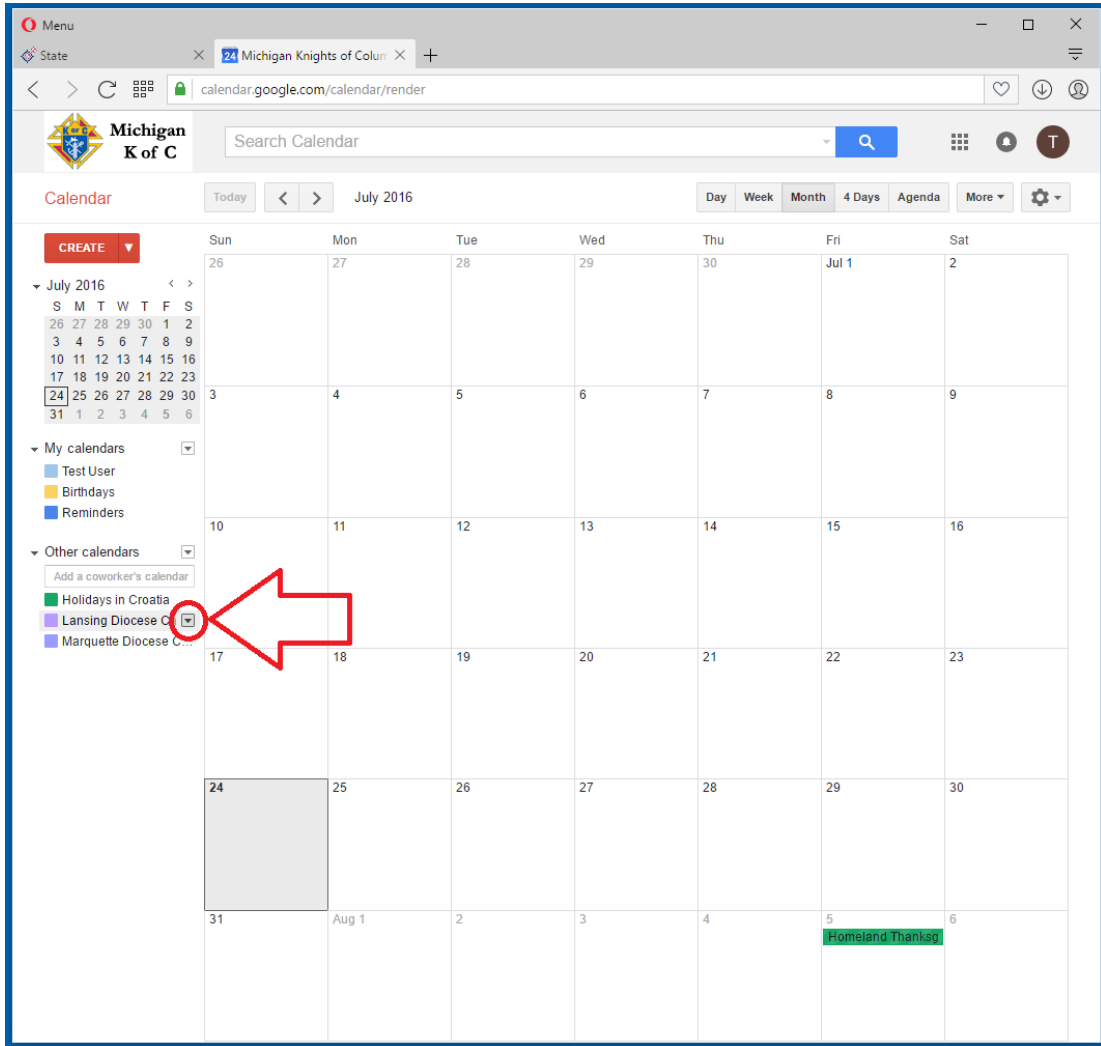 Menu
State
24 Michigan Knights of Colun
calendar.google.com/calendar/render
K of C
Michigan
K of C
Search Calendar
T
Calendar
Today
July 2016
Day Week Month 4 Days Agenda
More
CREATE
July 2016
S M T W T F S
26 27 28 29 30 1 2
3 4 5 6 7 8 9
10 11 12 13 14 15 16
17 18 19 20 21 22 23
24 25 26 27 28 29 30
31 1 2 3 4 5 6
My calendars
Test User
Birthdays
Reminders
Other calendars
Add a coworker's calendar
Holidays in Croatia
Lansing Diocese C
Marquette Diocese C...
Sun Mon Tue Wed Thu Fri Sat
26 27 28 29 30 Jul 1 2
3 4 5 6 7 8 9
10 11 12 13 14 15 16
17 18 19 20 21 22 23
24 25 26 27 28 29 30
31 Aug 1 2 3 4 5 6
Homeland Thanksg